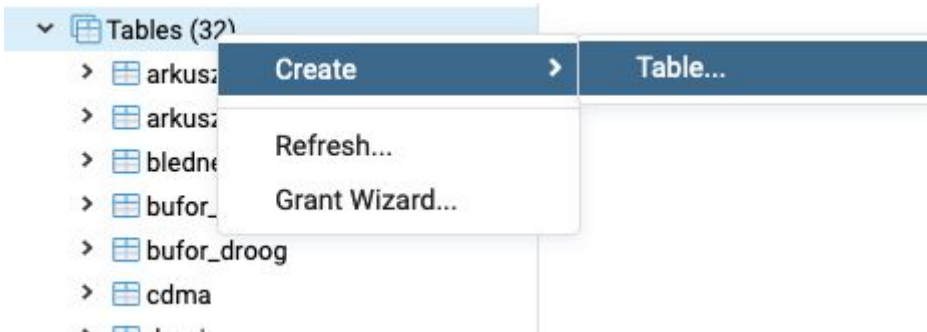 Tables (32)
Create
Table...
Refresh...
Grant Wizard...
bufor_droog
cdma